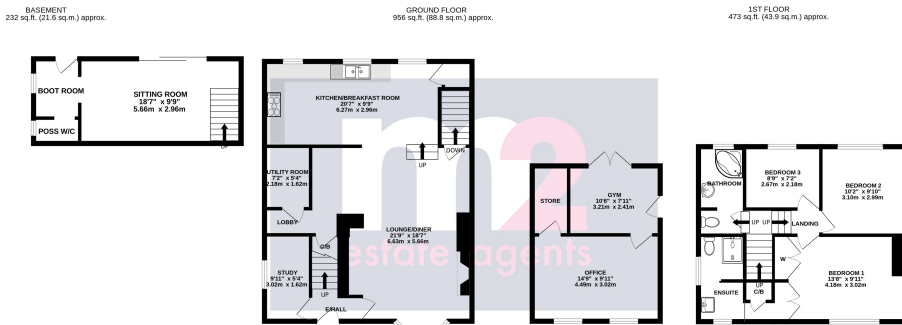 BASEMENT
232 sq.ft. (21.6 sq.m.) approx.
GROUND FLOOR
956 sq.ft. (88.8 sq.m.) approx.
1ST FLOOR
473 sq.ft. (43.9 sq.m.) approx.
BOOT ROOM
POSS W/C
SITTING ROOM
18'7" x 9'9"
5.66m x 2.96m
UP
KITCHEN/BREAKFAST ROOM
20'7" x 9'9"
6.27m x 2.96m
DOWN
UP
UTILITY ROOM
7'2" x 5'4"
2.18m x 1.62m
LOBBY
C/B
LOUNGE/DINER
21'9" x 18'7"
6.63m x 5.66m
STUDY
9'11" x 5'4"
3.02m x 1.62m
UP
E/HALL
m2
estate agents
STORE
GYM
10'6" x 7'11"
3.21m x 2.41m
OFFICE
14'9" x 9'11"
4.49m x 3.02m
BATHROOM
BEDROOM 3
8'9" x 7'2"
2.67m x 2.18m
BEDROOM 2
10'2" x 9'10"
3.10m x 2.99m
UP UP
LANDING
W
UP
C/B
ENSUITE
BEDROOM 1
13'8" x 9'11"
4.18m x 3.02m